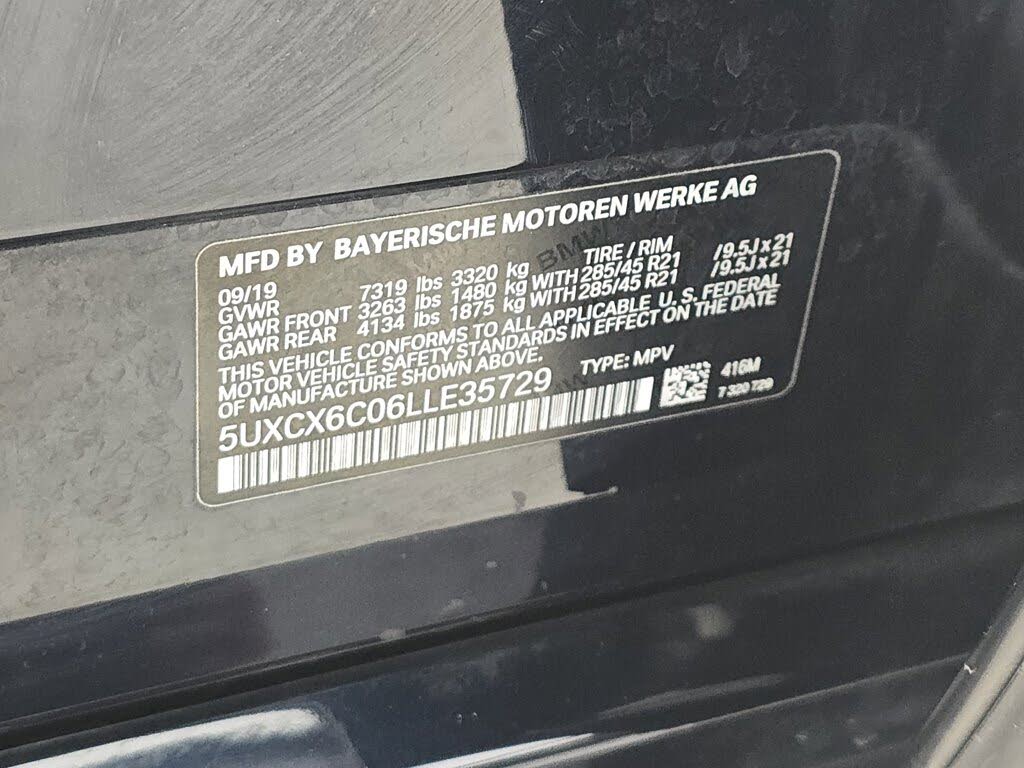 MFD BY BAYERISCHE MOTOREN WERKE AG
09/19 TIRE / RIM
GVWR 7319 lbs 3320 kg
GAWR FRONT 3263 lbs 1480 kg WITH 285/45 R21 /9.5J x 21
GAWR REAR 4134 lbs 1875 kg WITH 285/45 R21 /9.5J x 21
THIS VEHICLE CONFORMS TO ALL APPLICABLE U. S. FEDERAL
MOTOR VEHICLE SAFETY STANDARDS IN EFFECT ON THE DATE
OF MANUFACTURE SHOWN ABOVE.
TYPE: MPV
5UXCX6C06LLE35729
416M
7 320 729
BMW